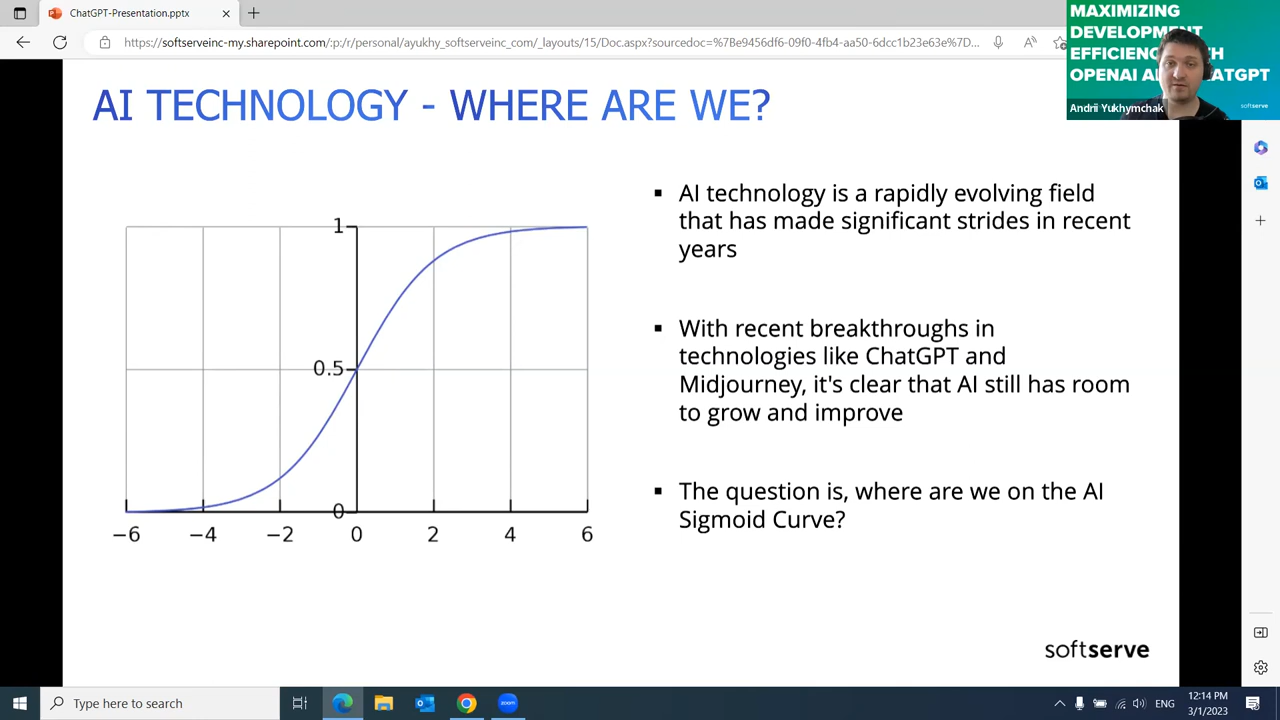 ChatGPT-Presentation.pptx
https://softserveinc-my.sharepoint.com/:p:/r/personal/ayukhy_softserveinc_com/_layouts/15/Doc.aspx?sourcedoc=%7Be9456df6-09f0-4fb4-aa50-6dcc1b23e63e%7D...
MAXIMIZING
DEVELOPMENT
EFFICIENC TH
OPENAI A ATGPT
Andrii Yukhymchak
softserve
AI TECHNOLOGY - WHERE ARE WE?
1
0.5
0
−6 −4 −2 0 2 4 6
▪ AI technology is a rapidly evolving field
that has made significant strides in recent
years
▪ With recent breakthroughs in
technologies like ChatGPT and
Midjourney, it's clear that AI still has room
to grow and improve
▪ The question is, where are we on the AI
Sigmoid Curve?
softserve
Type here to search
ENG
12:14 PM
3/1/2023